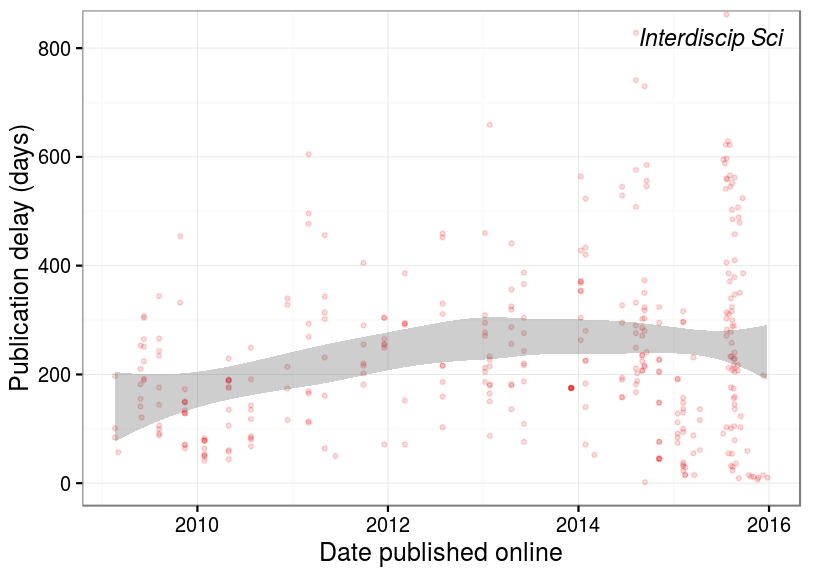 Interdiscip Sci
Publication delay (days)
800
600
400
200
0
2010 2012 2014 2016
Date published online